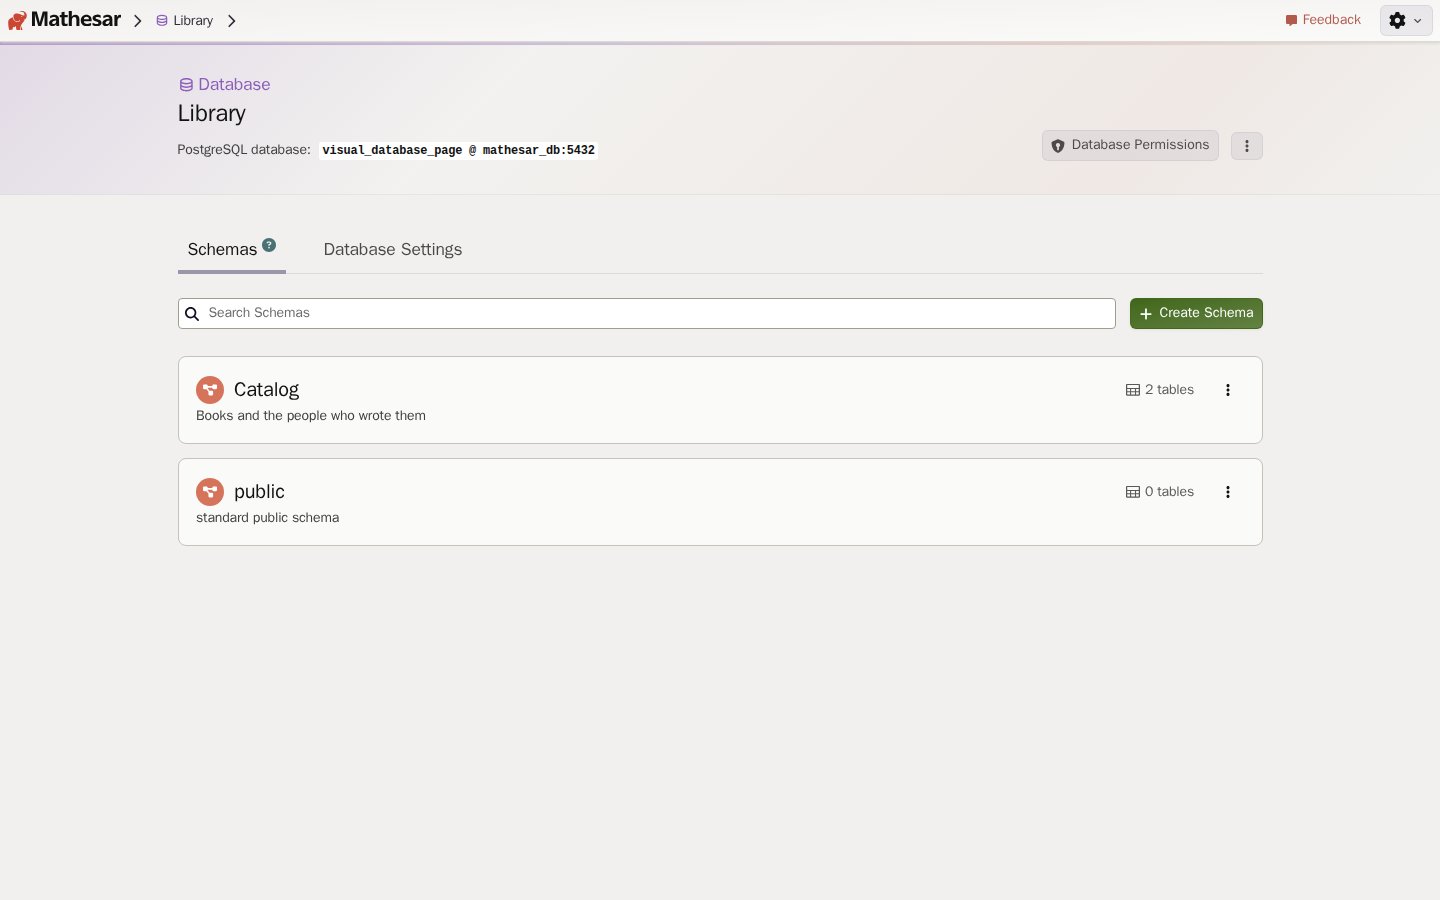 Mathesar
Library
Feedback
Database
Library
PostgreSQL database: visual_database_page @ mathesar_db:5432
Database Permissions
Schemas ?
Database Settings
Search Schemas
Create Schema
Catalog
2 tables
Books and the people who wrote them
public
0 tables
standard public schema